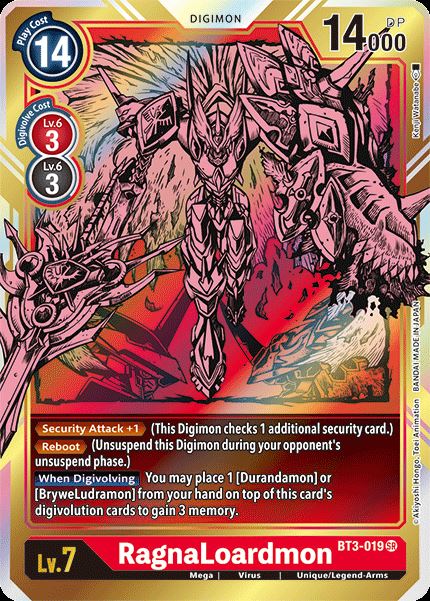 Play Cost
14
DIGIMON
14000 DP
Digivolve Cost
Lv.6
3
Lv.6
3
Kenji Watanabe
©Akiyoshi Hongo, Toei Animation BANDAI MADE IN JAPAN
Security Attack +1 (This Digimon checks 1 additional security card.)
Reboot (Unsuspend this Digimon during your opponent's
unsuspend phase.)
When Digivolving You may place 1 [Durandamon] or
[BryweLudramon] from your hand on top of this card's
digivolution cards to gain 3 memory.
Lv.7
RagnaLoardmon
BT3-019 SR
Mega | Virus | Unique/Legend-Arms